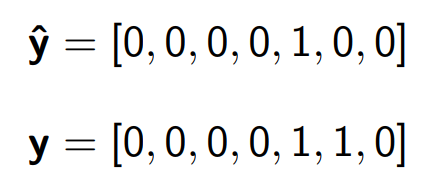 ŷ = [0, 0, 0, 0, 1, 0, 0]
y = [0, 0, 0, 0, 1, 1, 0]